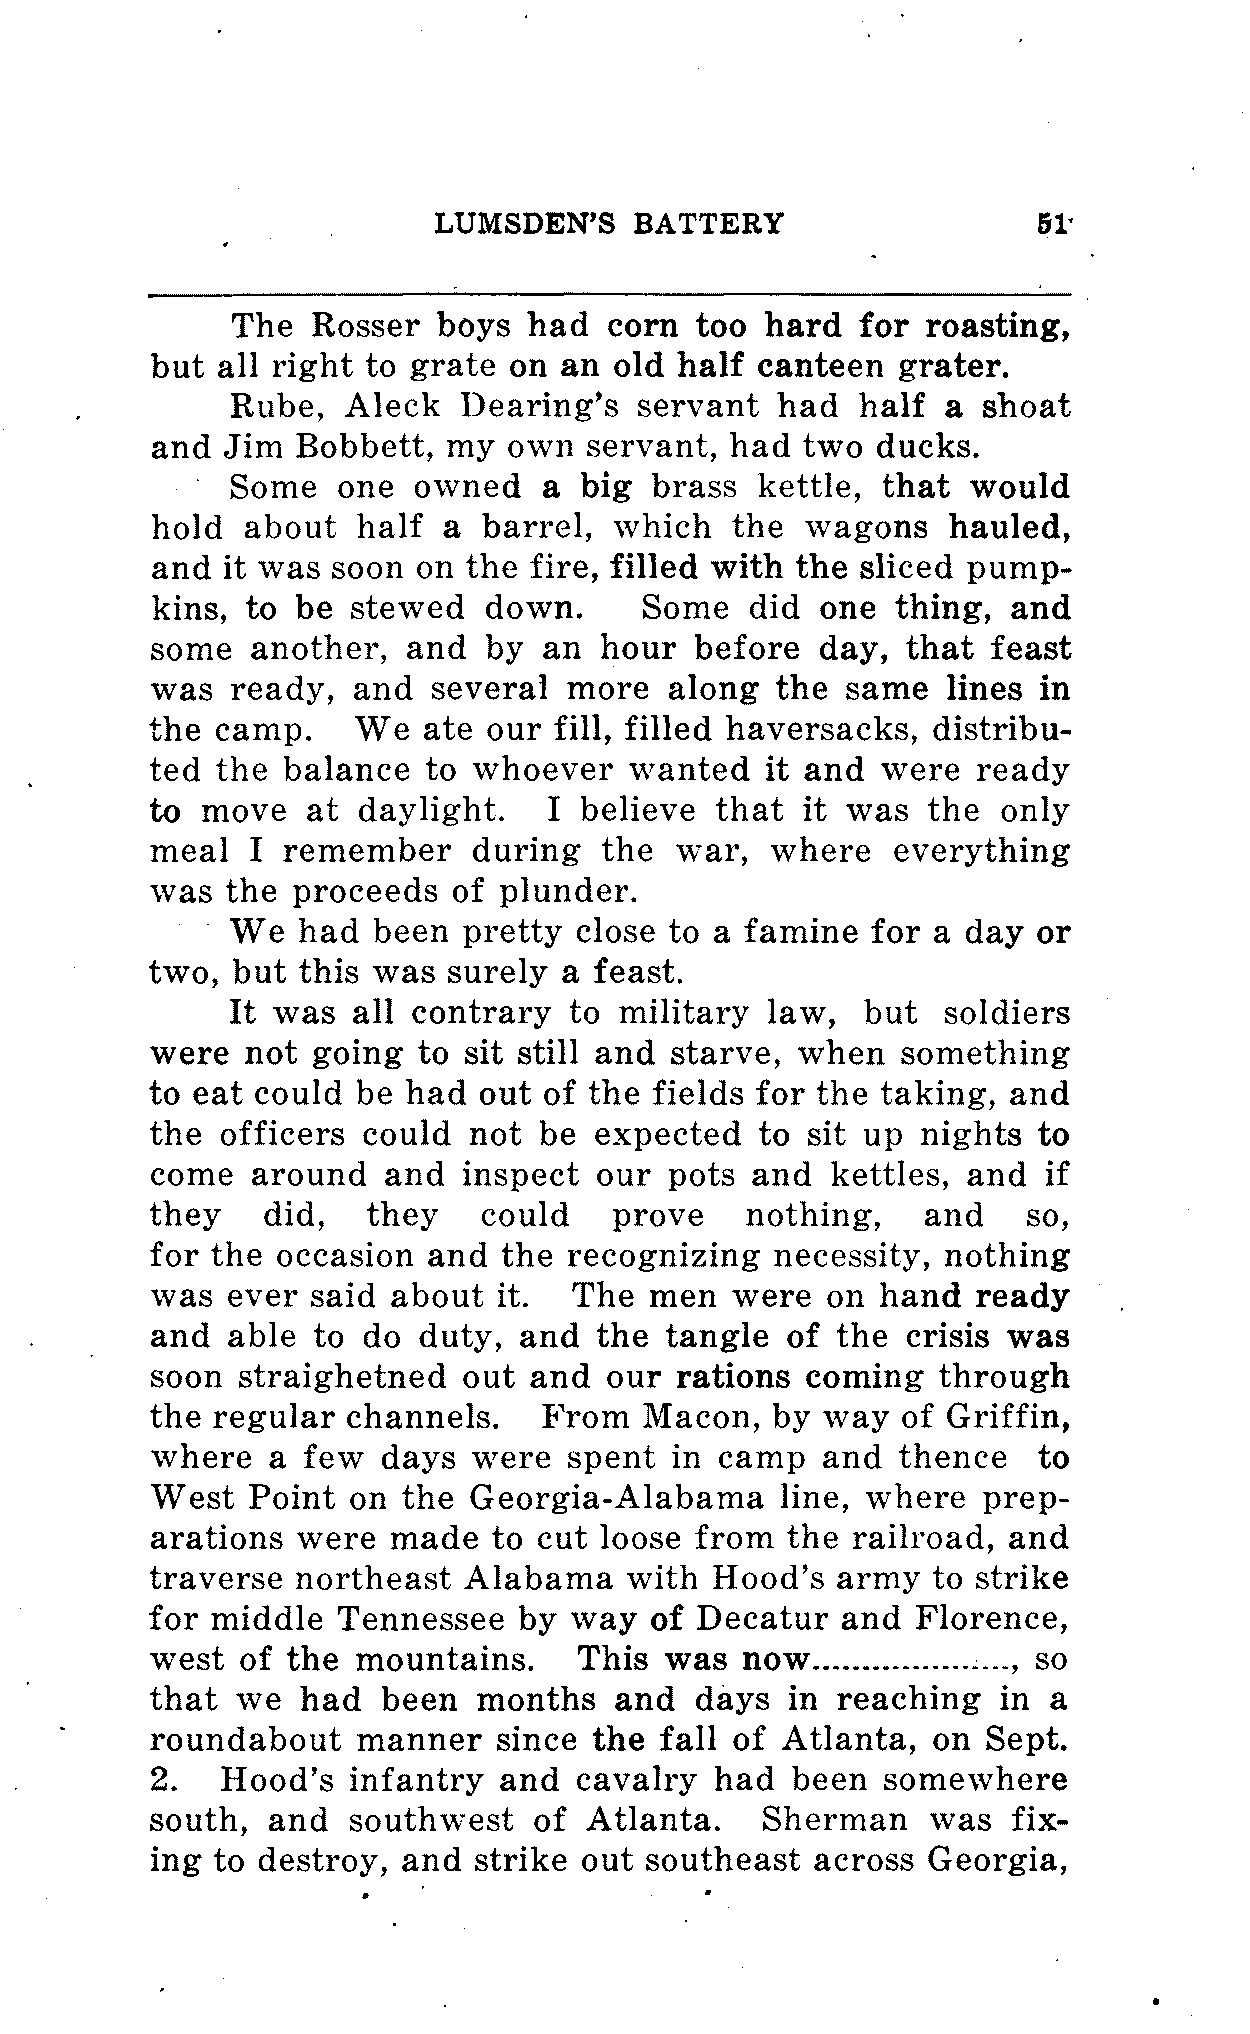 LUMSDEN'S BATTERY 51
The Rosser boys had corn too hard for roasting,
but all right to grate on an old half canteen grater.
Rube, Aleck Dearing's servant had half a shoat
and Jim Bobbett, my own servant, had two ducks.
Some one owned a big brass kettle, that would
hold about half a barrel, which the wagons hauled,
and it was soon on the fire, filled with the sliced pump-
kins, to be stewed down. Some did one thing, and
some another, and by an hour before day, that feast
was ready, and several more along the same lines in
the camp. We ate our fill, filled haversacks, distribu-
ted the balance to whoever wanted it and were ready
to move at daylight. I believe that it was the only
meal I remember during the war, where everything
was the proceeds of plunder.
We had been pretty close to a famine for a day or
two, but this was surely a feast.
It was all contrary to military law, but soldiers
were not going to sit still and starve, when something
to eat could be had out of the fields for the taking, and
the officers could not be expected to sit up nights to
come around and inspect our pots and kettles, and if
they did, they could prove nothing, and so,
for the occasion and the recognizing necessity, nothing
was ever said about it. The men were on hand ready
and able to do duty, and the tangle of the crisis was
soon straighetned out and our rations coming through
the regular channels. From Macon, by way of Griffin,
where a few days were spent in camp and thence to
West Point on the Georgia-Alabama line, where prep-
arations were made to cut loose from the railroad, and
traverse northeast Alabama with Hood's army to strike
for middle Tennessee by way of Decatur and Florence,
west of the mountains. This was now...................., so
that we had been months and days in reaching in a
roundabout manner since the fall of Atlanta, on Sept.
2. Hood's infantry and cavalry had been somewhere
south, and southwest of Atlanta. Sherman was fix-
ing to destroy, and strike out southeast across Georgia,